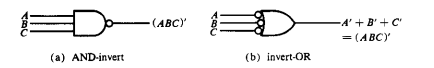 A
B
C
(ABC)′
(a) AND-invert
A
B
C
A′ + B′ + C′
= (ABC)′
(b) invert-OR